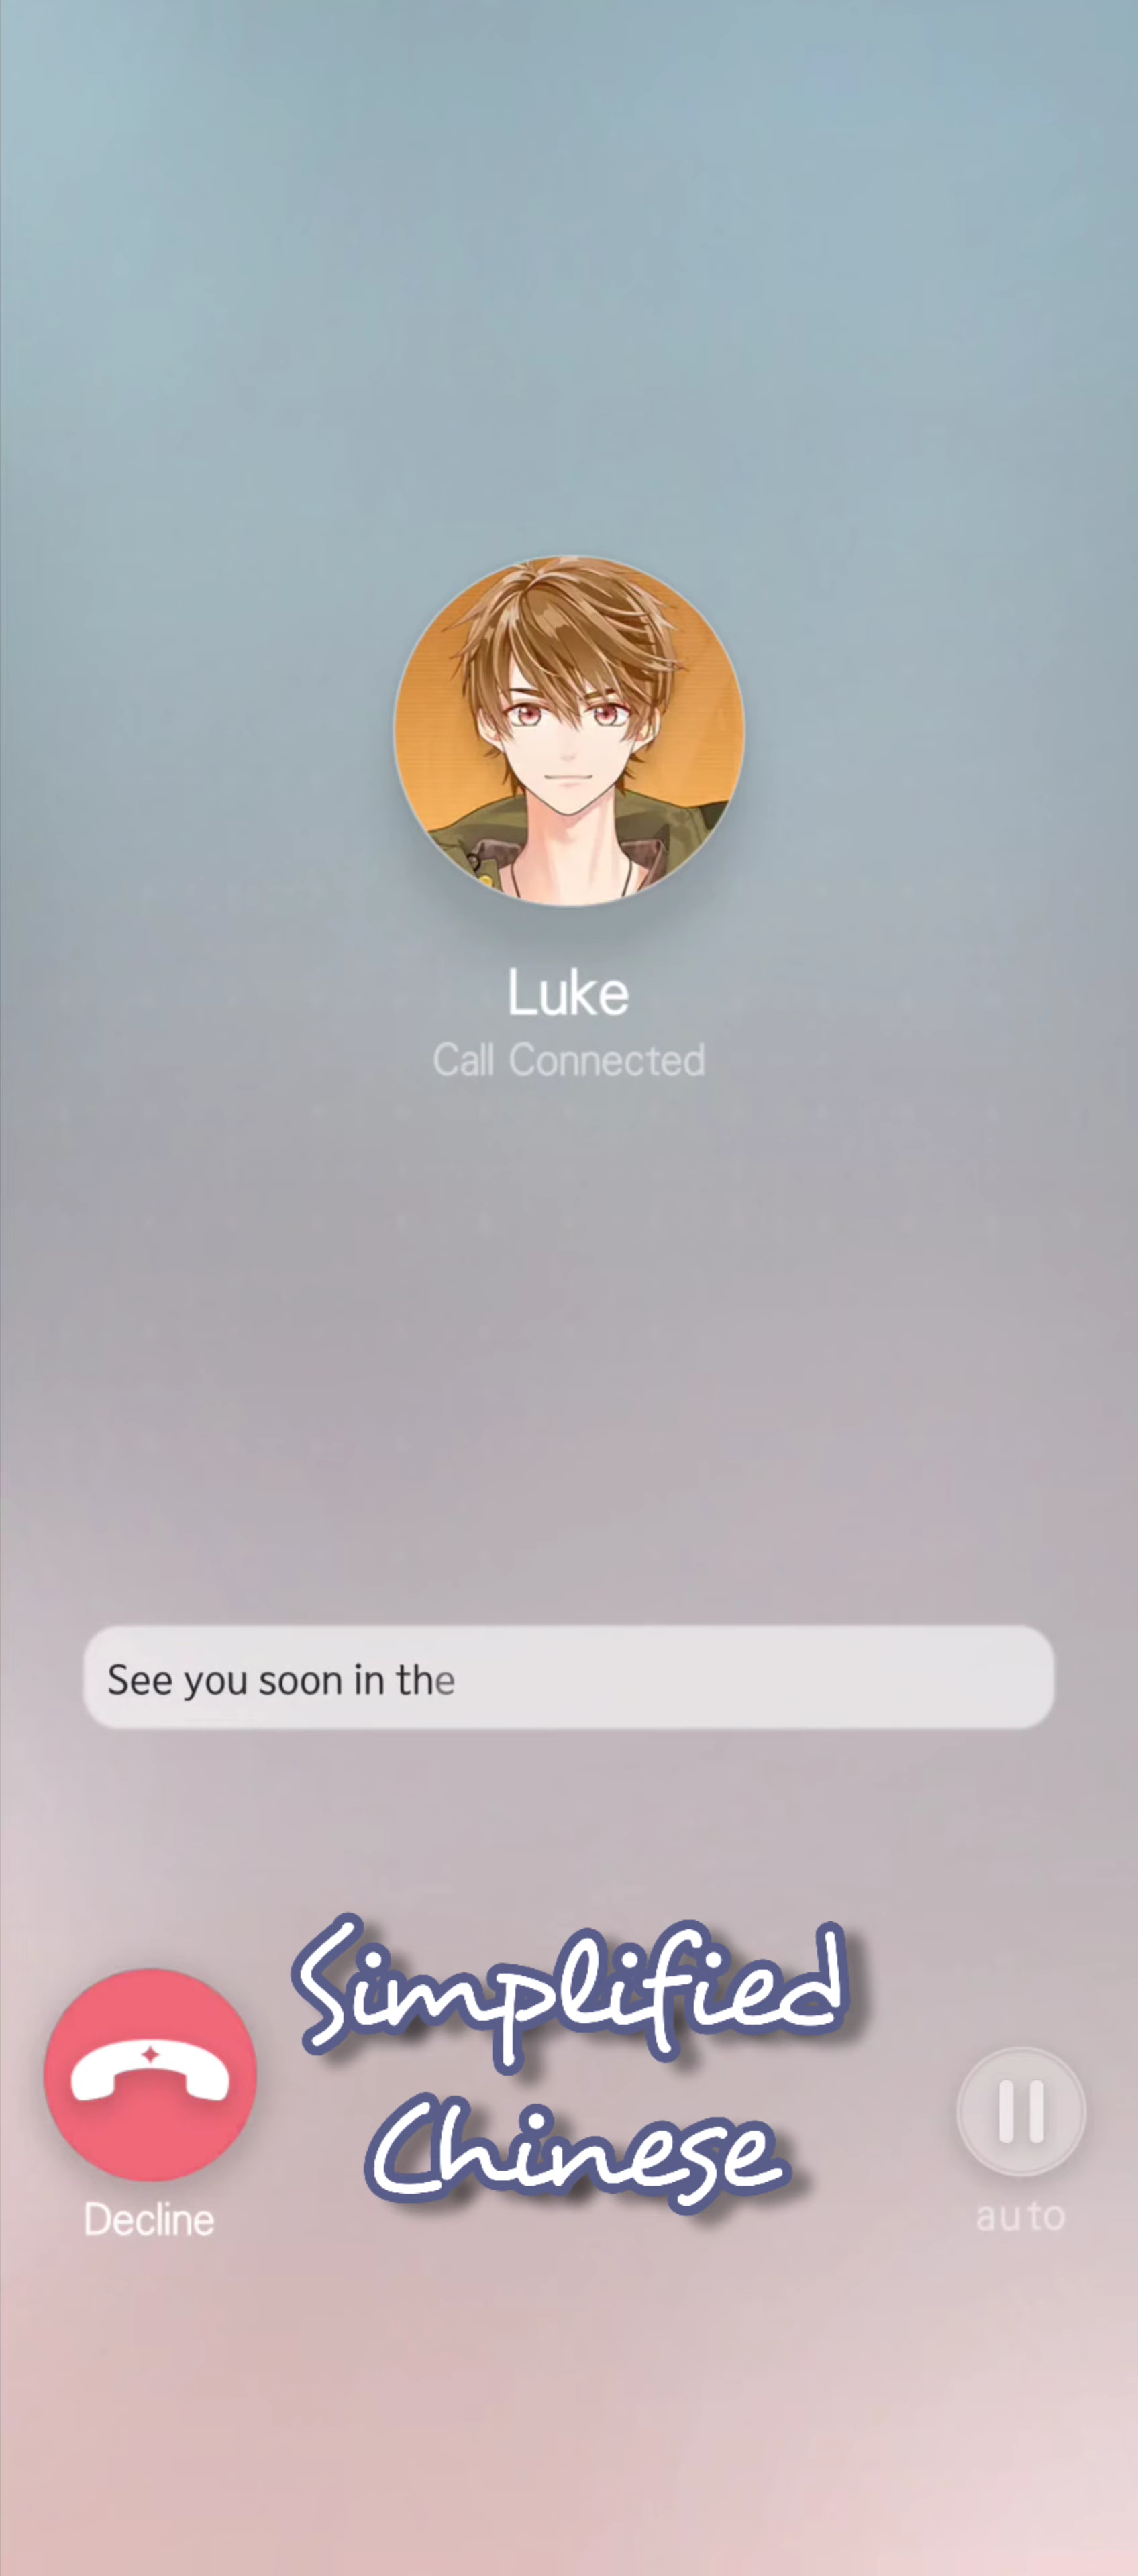 Luke
Call Connected
See you soon in the
Simplified
Chinese
Decline
auto